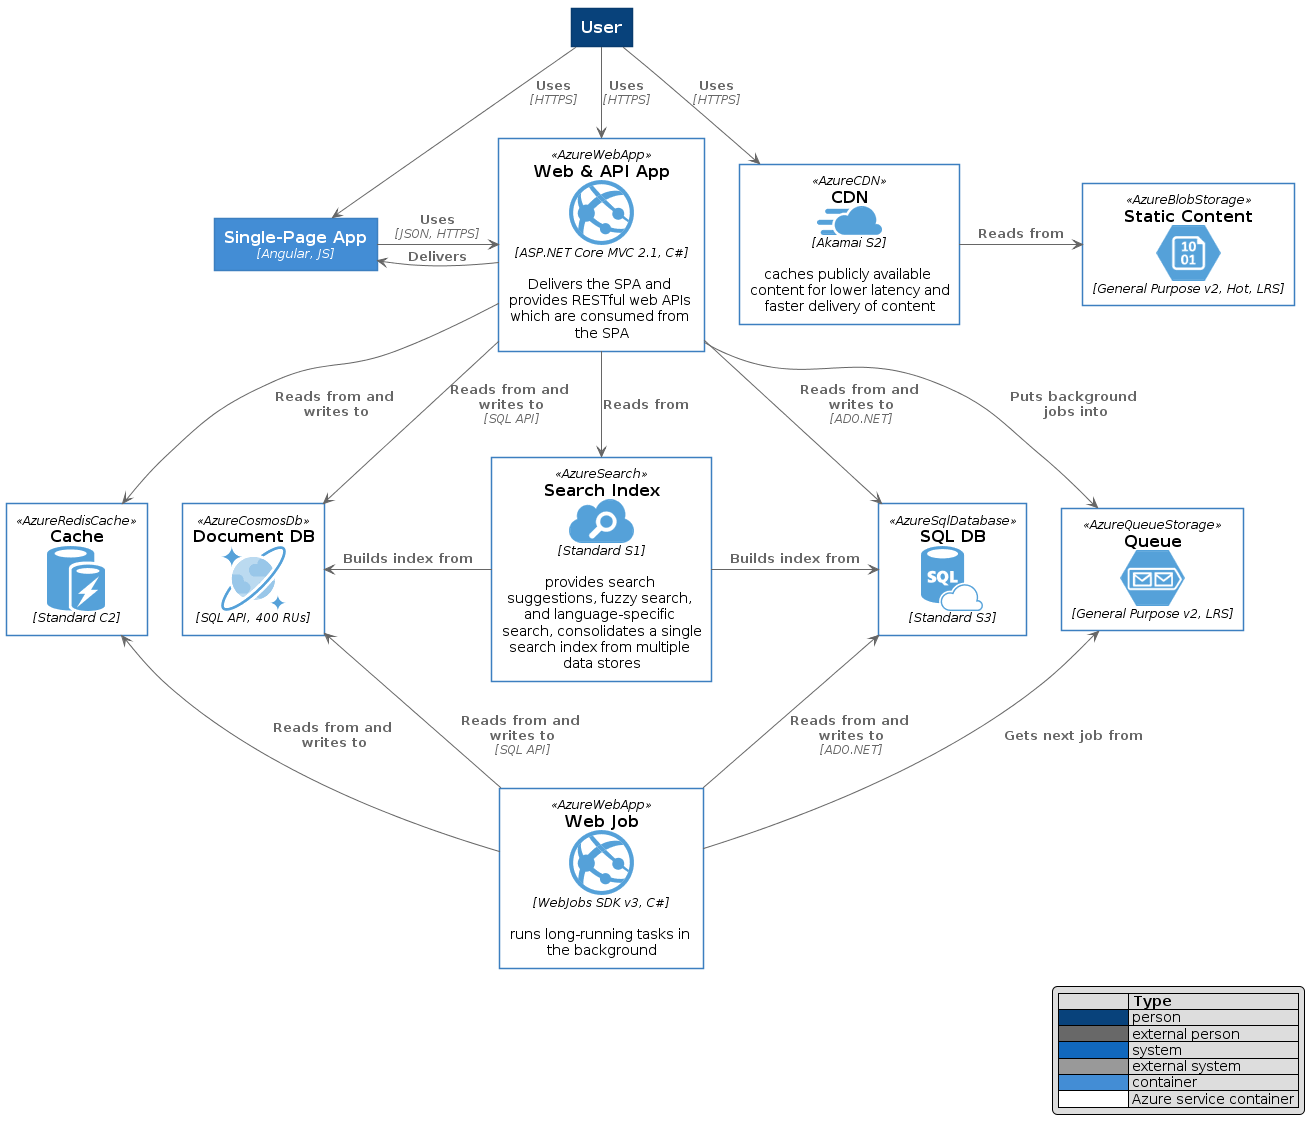 User
Uses
[HTTPS]
Uses
[HTTPS]
Uses
[HTTPS]
«AzureWebApp»
Web & API App
[ASP.NET Core MVC 2.1, C#]
Delivers the SPA and
provides RESTful web APIs
which are consumed from
the SPA
«AzureCDN»
CDN
[Akamai S2]
caches publicly available
content for lower latency and
faster delivery of content
Reads from
«AzureBlobStorage»
Static Content
10
01
[General Purpose v2, Hot, LRS]
Single-Page App
[Angular, JS]
Uses
[JSON, HTTPS]
Delivers
Reads from and
writes to
Reads from and
writes to
[SQL API]
Reads from
Reads from and
writes to
[ADO.NET]
Puts background
jobs into
«AzureRedisCache»
Cache
[Standard C2]
«AzureCosmosDb»
Document DB
[SQL API, 400 RUs]
Builds index from
«AzureSearch»
Search Index
[Standard S1]
provides search
suggestions, fuzzy search,
and language-specific
search, consolidates a single
search index from multiple
data stores
Builds index from
«AzureSqlDatabase»
SQL DB
SQL
[Standard S3]
«AzureQueueStorage»
Queue
[General Purpose v2, LRS]
Reads from and
writes to
Reads from and
writes to
[SQL API]
Reads from and
writes to
[ADO.NET]
Gets next job from
«AzureWebApp»
Web Job
[WebJobs SDK v3, C#]
runs long-running tasks in
the background
Type
person
external person
system
external system
container
Azure service container